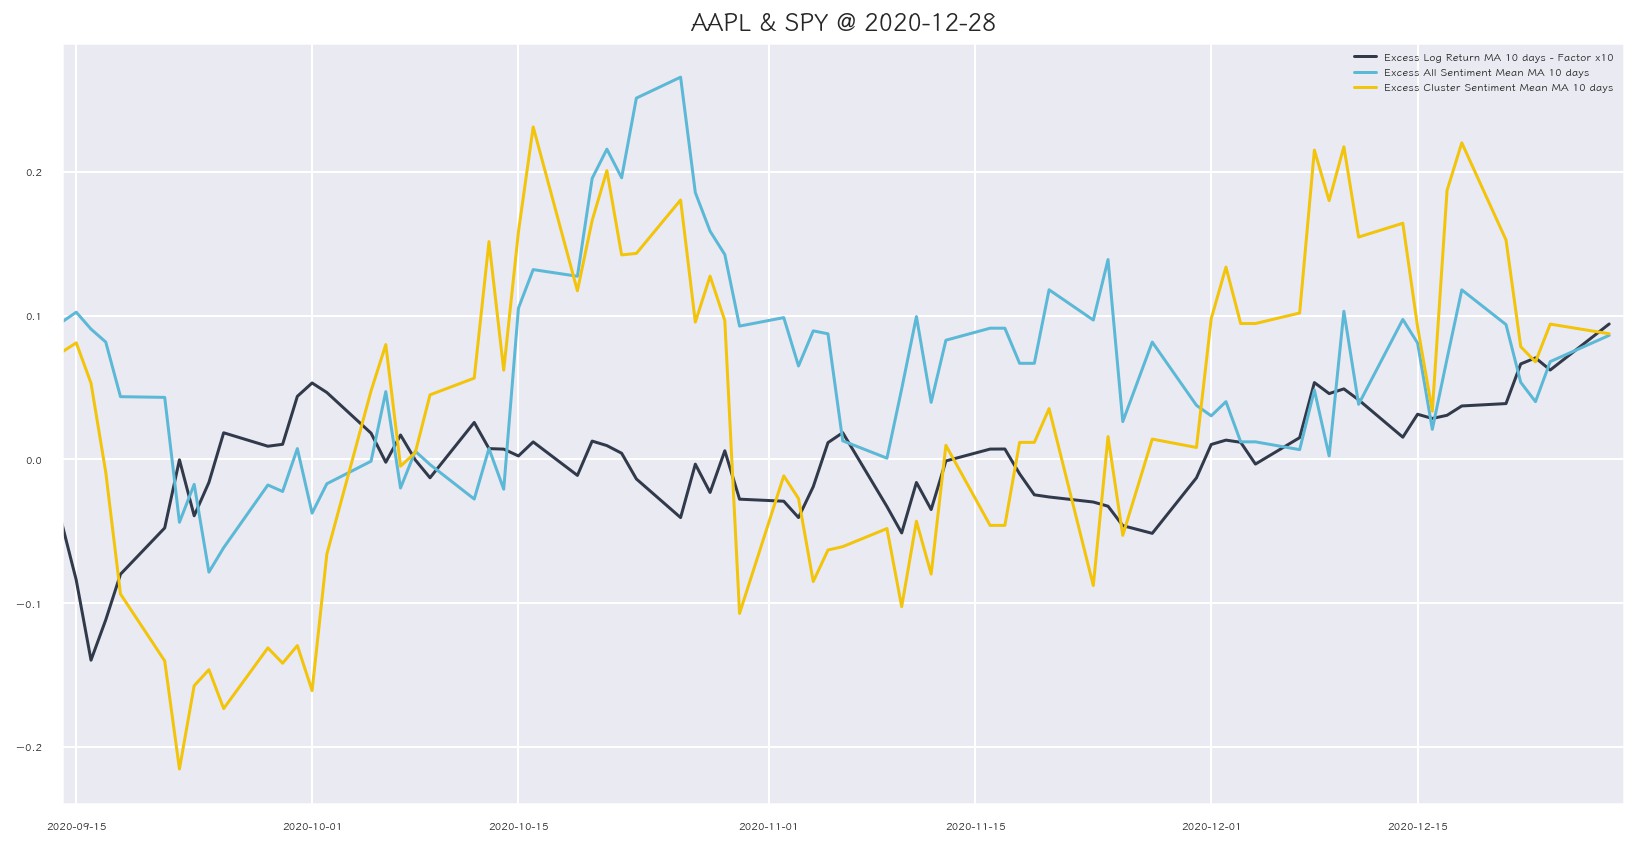 AAPL & SPY @ 2020-12-28
Excess Log Return MA 10 days - Factor x10
Excess All Sentiment Mean MA 10 days
Excess Cluster Sentiment Mean MA 10 days
0.2
0.1
0.0
−0.1
−0.2
2020-09-15 2020-10-01 2020-10-15 2020-11-01 2020-11-15 2020-12-01 2020-12-15